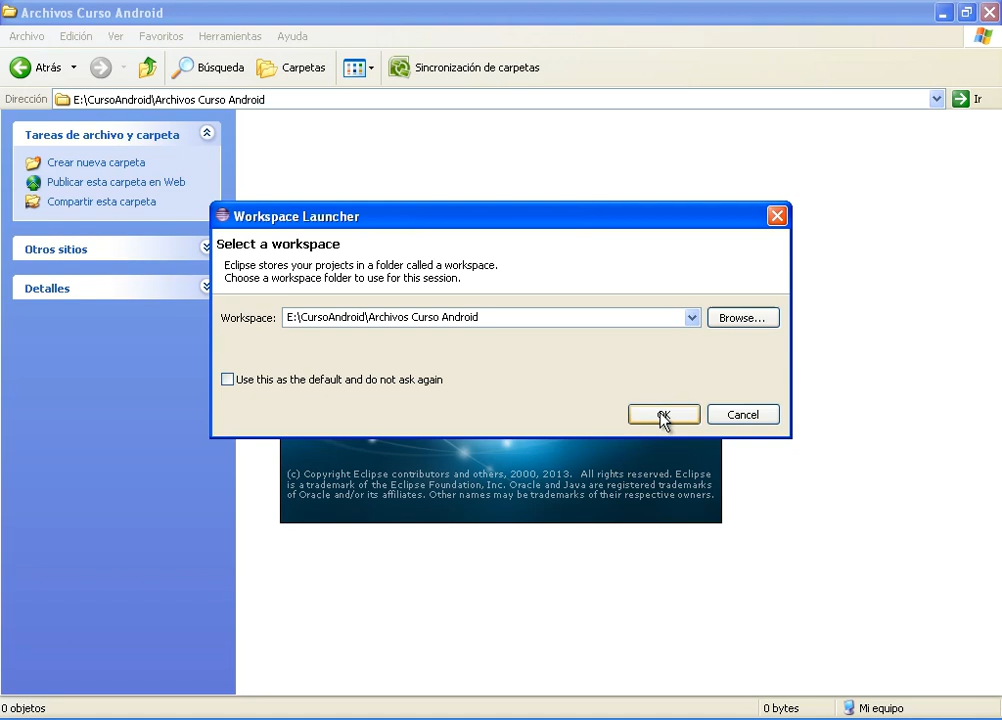 Archivos Curso Android
Archivo Edición Ver Favoritos Herramientas Ayuda
Atrás Búsqueda Carpetas Sincronización de carpetas
Dirección E:\CursoAndroid\Archivos Curso Android Ir
Tareas de archivo y carpeta
Crear nueva carpeta
Publicar esta carpeta en Web
Compartir esta carpeta
Otros sitios
Detalles
Workspace Launcher
Select a workspace
Eclipse stores your projects in a folder called a workspace.
Choose a workspace folder to use for this session.
Workspace: E:\CursoAndroid\Archivos Curso Android Browse...
Use this as the default and do not ask again
OK Cancel
(c) Copyright Eclipse contributors and others, 2000, 2013. All rights reserved. Eclipse
is a trademark of the Eclipse Foundation, Inc. Oracle and Java are registered trademarks
of Oracle and/or its affiliates. Other names may be trademarks of their respective owners.
0 objetos 0 bytes Mi equipo